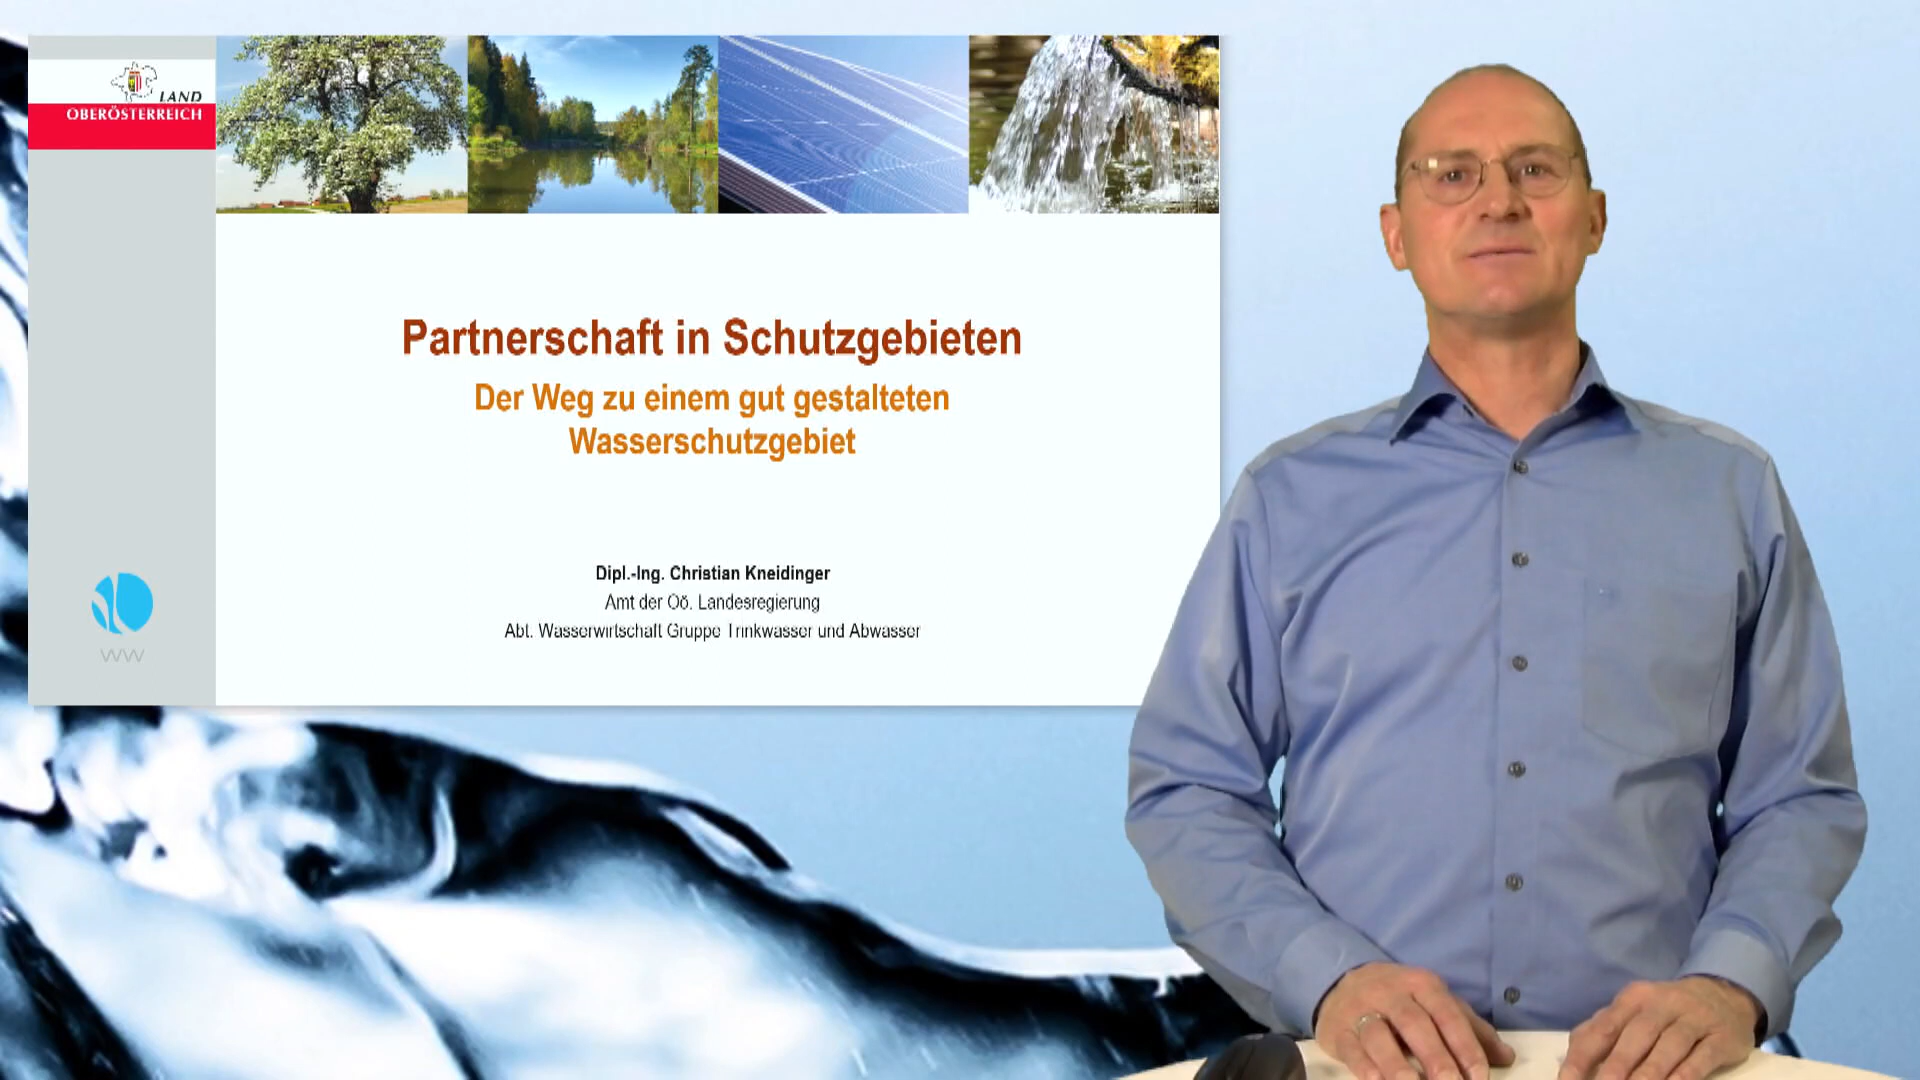 LAND
OBERÖSTERREICH
Partnerschaft in Schutzgebieten
Der Weg zu einem gut gestalteten
Wasserschutzgebiet
Dipl.-Ing. Christian Kneidinger
Amt der Oö. Landesregierung
Abt. Wasserwirtschaft Gruppe Trinkwasser und Abwasser
WW